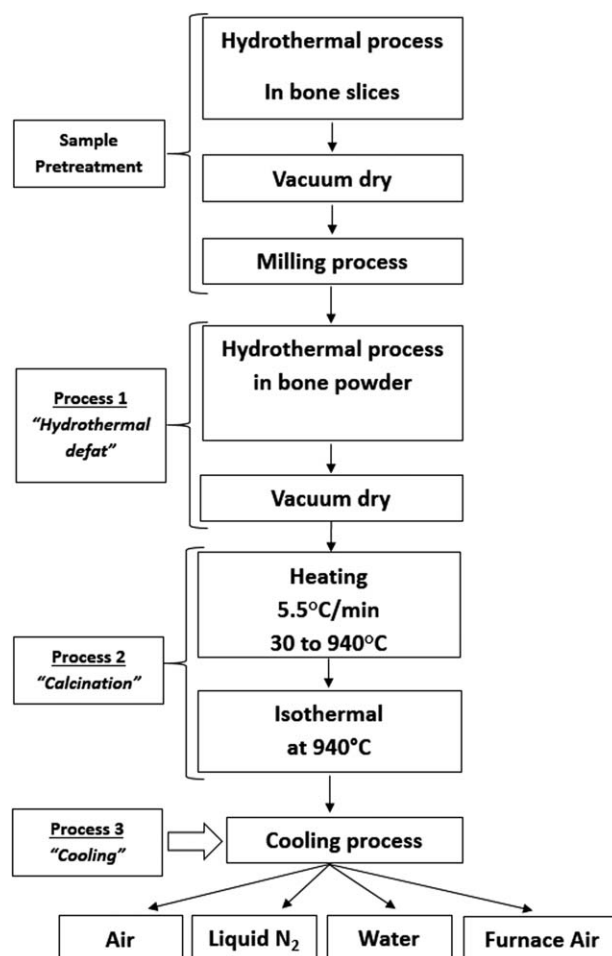 Hydrothermal process
In bone slices
Sample
Pretreatment
Vacuum dry
Milling process
Hydrothermal process
in bone powder
Process 1
“Hydrothermal
defat”
Vacuum dry
Heating
5.5°C/min
30 to 940°C
Process 2
“Calcination”
Isothermal
at 940°C
Process 3
“Cooling”
Cooling process
Air
Liquid N₂
Water
Furnace Air